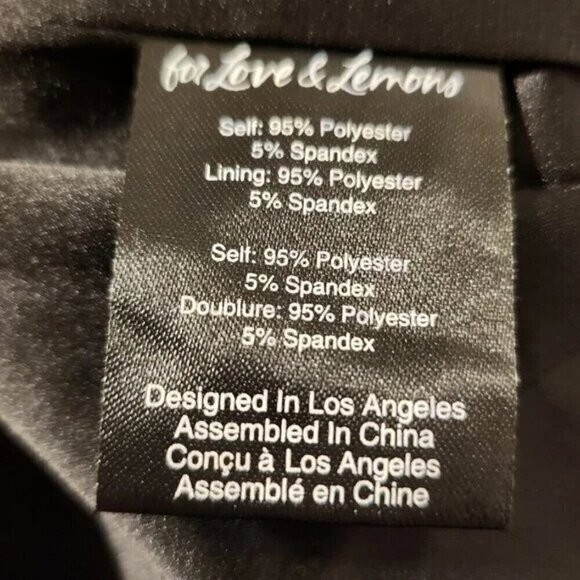 for Love & Lemons
Self: 95% Polyester
5% Spandex
Lining: 95% Polyester
5% Spandex
Self: 95% Polyester
5% Spandex
Doublure: 95% Polyester
5% Spandex
Designed In Los Angeles
Assembled In China
Conçu à Los Angeles
Assemblé en Chine